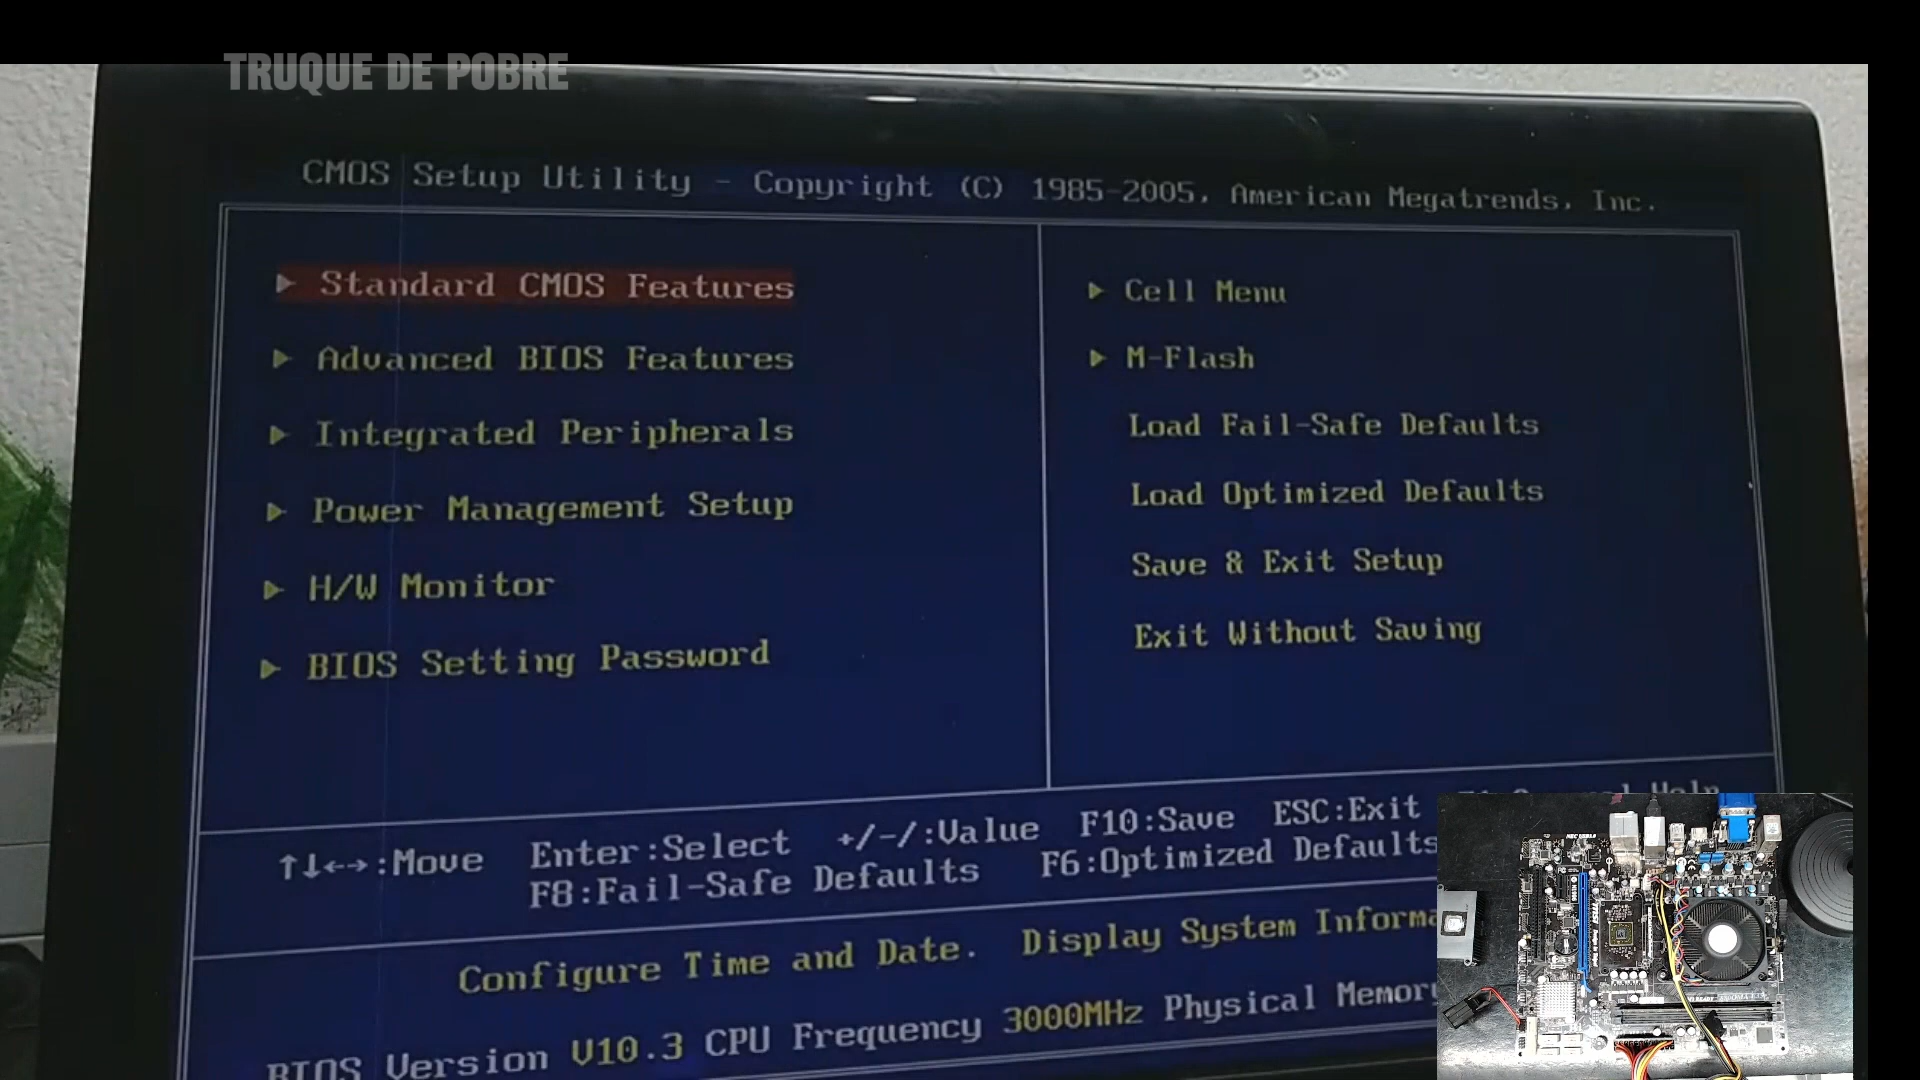 TRUQUE DE POBRE
CMOS Setup Utility - Copyright (C) 1985-2005, American Megatrends, Inc.
Standard CMOS Features
Advanced BIOS Features
Integrated Peripherals
Power Management Setup
H/W Monitor
BIOS Setting Password
Cell Menu
M-Flash
Load Fail-Safe Defaults
Load Optimized Defaults
Save & Exit Setup
Exit Without Saving
↑↓←→:Move Enter:Select +/-/:Value F10:Save ESC:Exit
F8:Fail-Safe Defaults F6:Optimized Defaults
Configure Time and Date. Display System Informa
BIOS Version V10.3 CPU Frequency 3000MHz Physical Memory